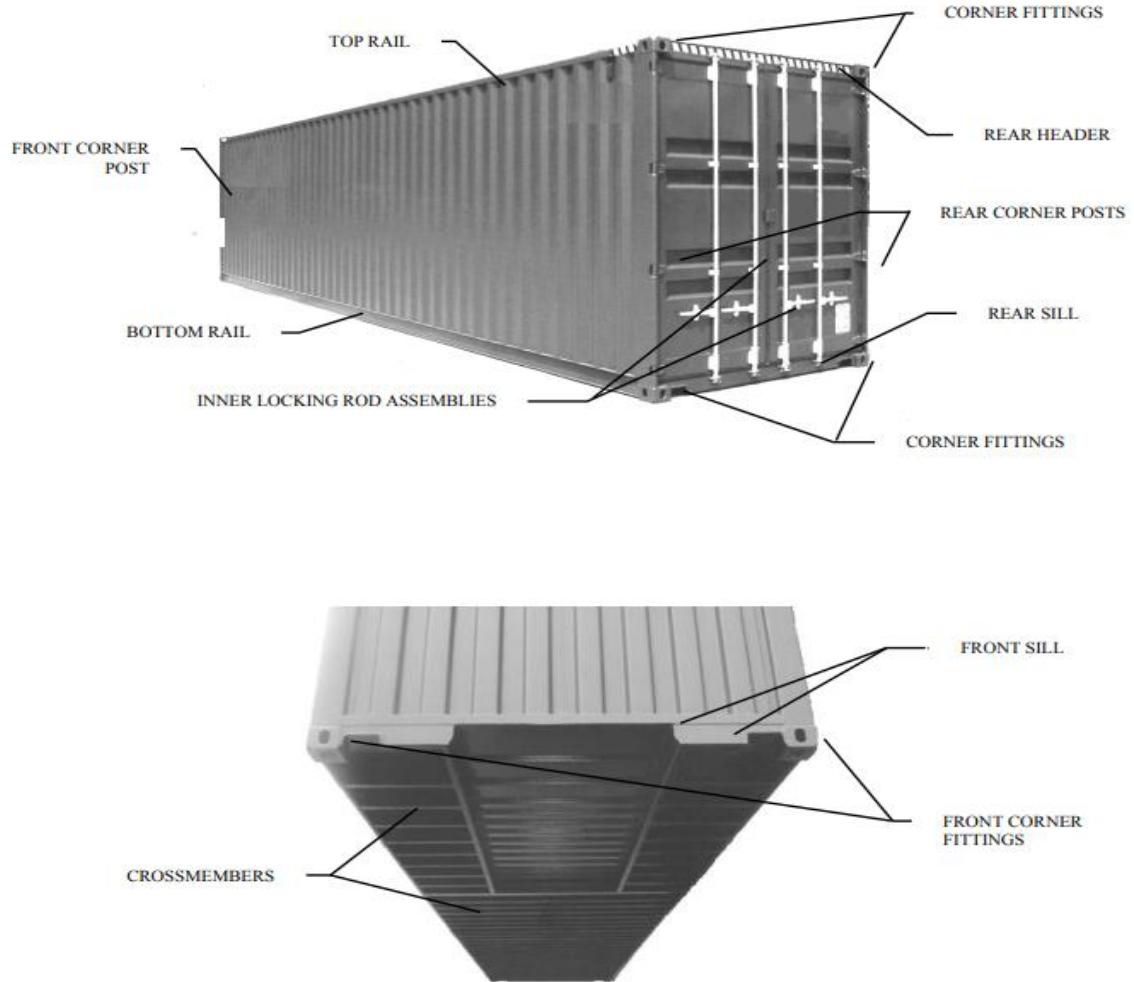 CORNER FITTINGS
TOP RAIL
REAR HEADER
FRONT CORNER
POST
REAR CORNER POSTS
REAR SILL
BOTTOM RAIL
INNER LOCKING ROD ASSEMBLIES
CORNER FITTINGS
FRONT SILL
FRONT CORNER
FITTINGS
CROSSMEMBERS